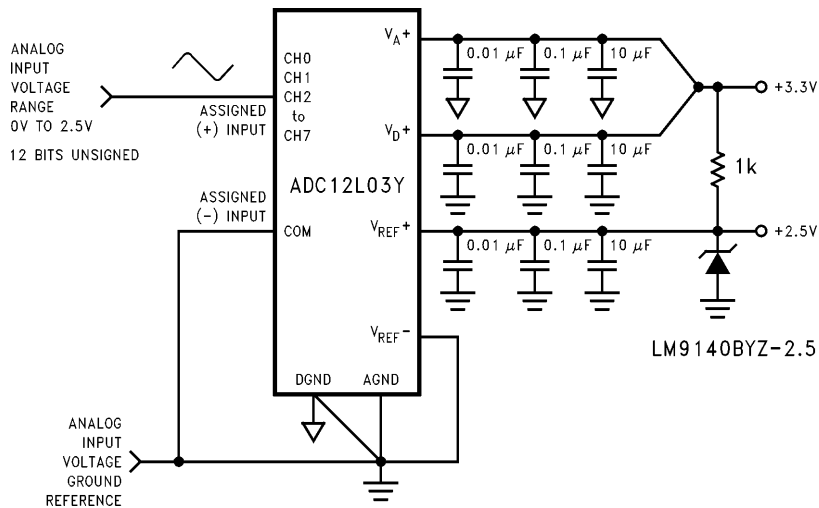 ANALOG
INPUT
VOLTAGE
RANGE
0V TO 2.5V
12 BITS UNSIGNED
ASSIGNED
(+) INPUT
CH0
CH1
CH2
to
CH7
ADC12L03Y
ASSIGNED
(−) INPUT
COM
VA+
VD+
VREF+
VREF−
DGND
AGND
0.01 µF
0.1 µF
10 µF
0.01 µF
0.1 µF
10 µF
0.01 µF
0.1 µF
10 µF
+3.3V
1k
+2.5V
LM9140BYZ-2.5
ANALOG
INPUT
VOLTAGE
GROUND
REFERENCE